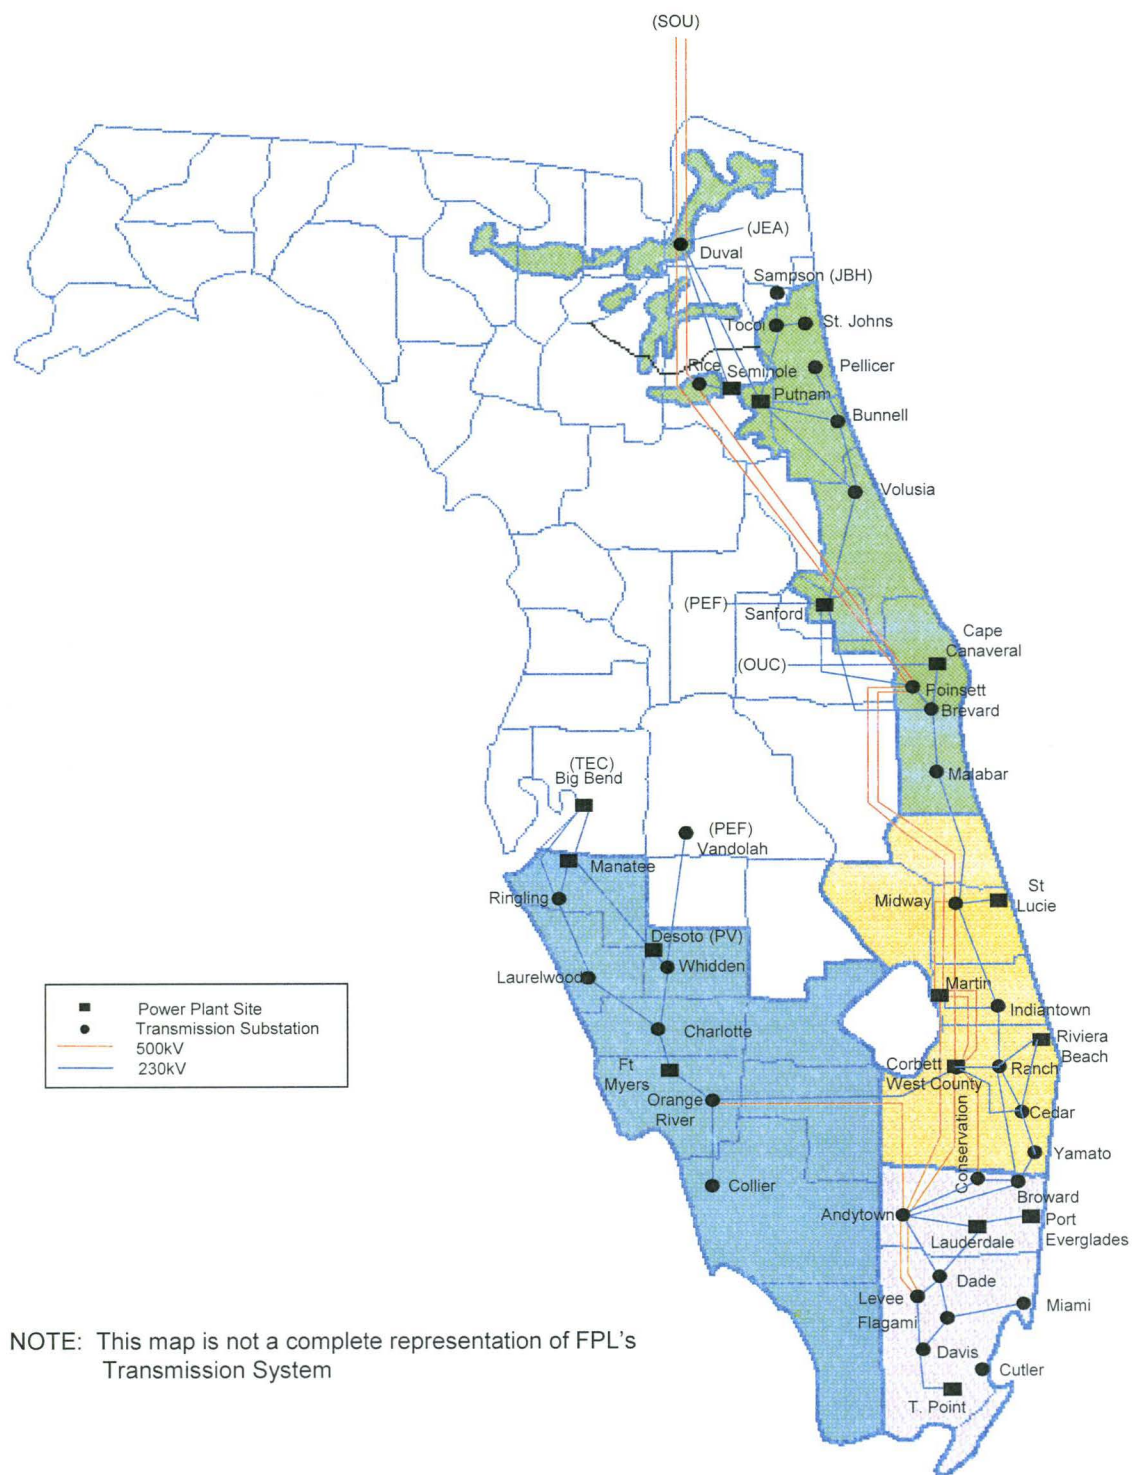 (SOU)
(JEA)
Duval
Sampson (JBH)
Tocoi
St. Johns
Rice
Seminole
Pellicer
Putnam
Bunnell
Volusia
(PEF)
Sanford
Cape
Canaveral
(OUC)
Foinsett
Brevard
Malabar
(TEC)
Big Bend
(PEF)
Vandolah
Manatee
Ringling
Midway
St
Lucie
Desoto (PV)
Whidden
Laurelwood
Martin
Indiantown
Power Plant Site
Transmission Substation
500kV
230kV
Charlotte
Riviera
Beach
Ft
Myers
Corbett
West County
Ranch
Orange
River
Cedar
Conservation
Yamato
Collier
Broward
Andytown
Port
Everglades
Lauderdale
Dade
Levee
Miami
Flagami
Davis
Cutler
T. Point
NOTE: This map is not a complete representation of FPL's
Transmission System